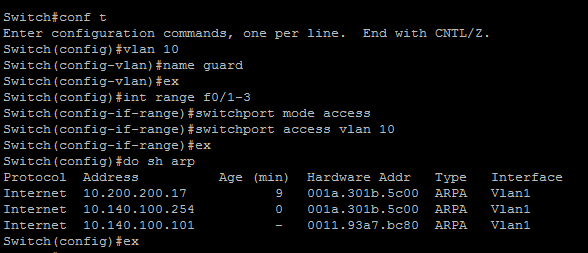 Switch#conf t
Enter configuration commands, one per line.  End with CNTL/Z.
Switch(config)#vlan 10
Switch(config-vlan)#name guard
Switch(config-vlan)#ex
Switch(config)#int range f0/1-3
Switch(config-if-range)#switchport mode access
Switch(config-if-range)#switchport access vlan 10
Switch(config-if-range)#ex
Switch(config)#do sh arp
Protocol  Address          Age (min)  Hardware Addr   Type   Interface
Internet  10.200.200.17           9   001a.301b.5c00  ARPA   Vlan1
Internet  10.140.100.254          0   001a.301b.5c00  ARPA   Vlan1
Internet  10.140.100.101          -   0011.93a7.bc80  ARPA   Vlan1
Switch(config)#ex